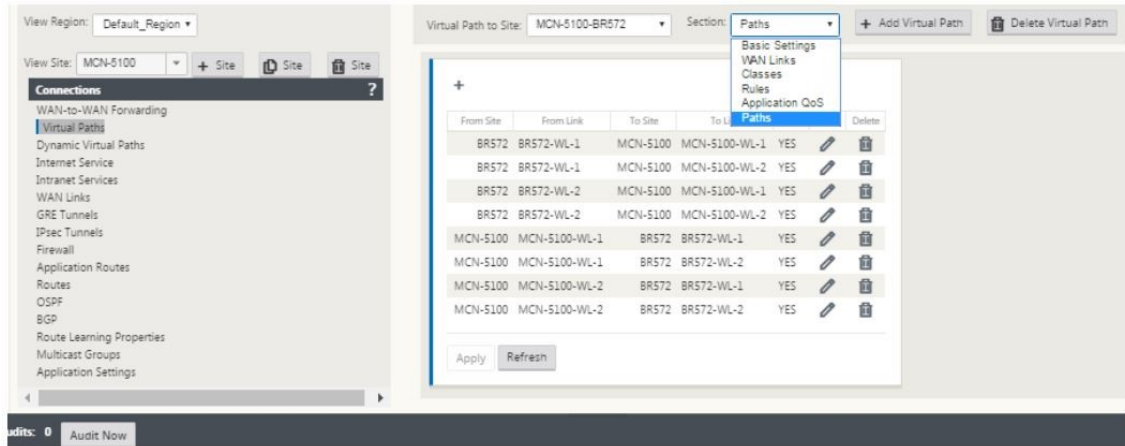 View Region: Default_Region
Virtual Path to Site: MCN-5100-BR572 Section: Paths + Add Virtual Path Delete Virtual Path
Basic Settings
WAN Links
Classes
Rules
Application QoS
Paths
View Site: MCN-5100 + Site Site Site
Connections ?
WAN-to-WAN Forwarding
Virtual Paths
Dynamic Virtual Paths
Internet Service
Intranet Services
WAN Links
GRE Tunnels
IPsec Tunnels
Firewall
Application Routes
Routes
OSPF
BGP
Route Learning Properties
Multicast Groups
Application Settings
+
From Site From Link To Site To Li Delete
BR572 BR572-WL-1 MCN-5100 MCN-5100-WL-1 YES
BR572 BR572-WL-1 MCN-5100 MCN-5100-WL-2 YES
BR572 BR572-WL-2 MCN-5100 MCN-5100-WL-1 YES
BR572 BR572-WL-2 MCN-5100 MCN-5100-WL-2 YES
MCN-5100 MCN-5100-WL-1 BR572 BR572-WL-1 YES
MCN-5100 MCN-5100-WL-1 BR572 BR572-WL-2 YES
MCN-5100 MCN-5100-WL-2 BR572 BR572-WL-1 YES
MCN-5100 MCN-5100-WL-2 BR572 BR572-WL-2 YES
Apply Refresh
udits: 0 Audit Now